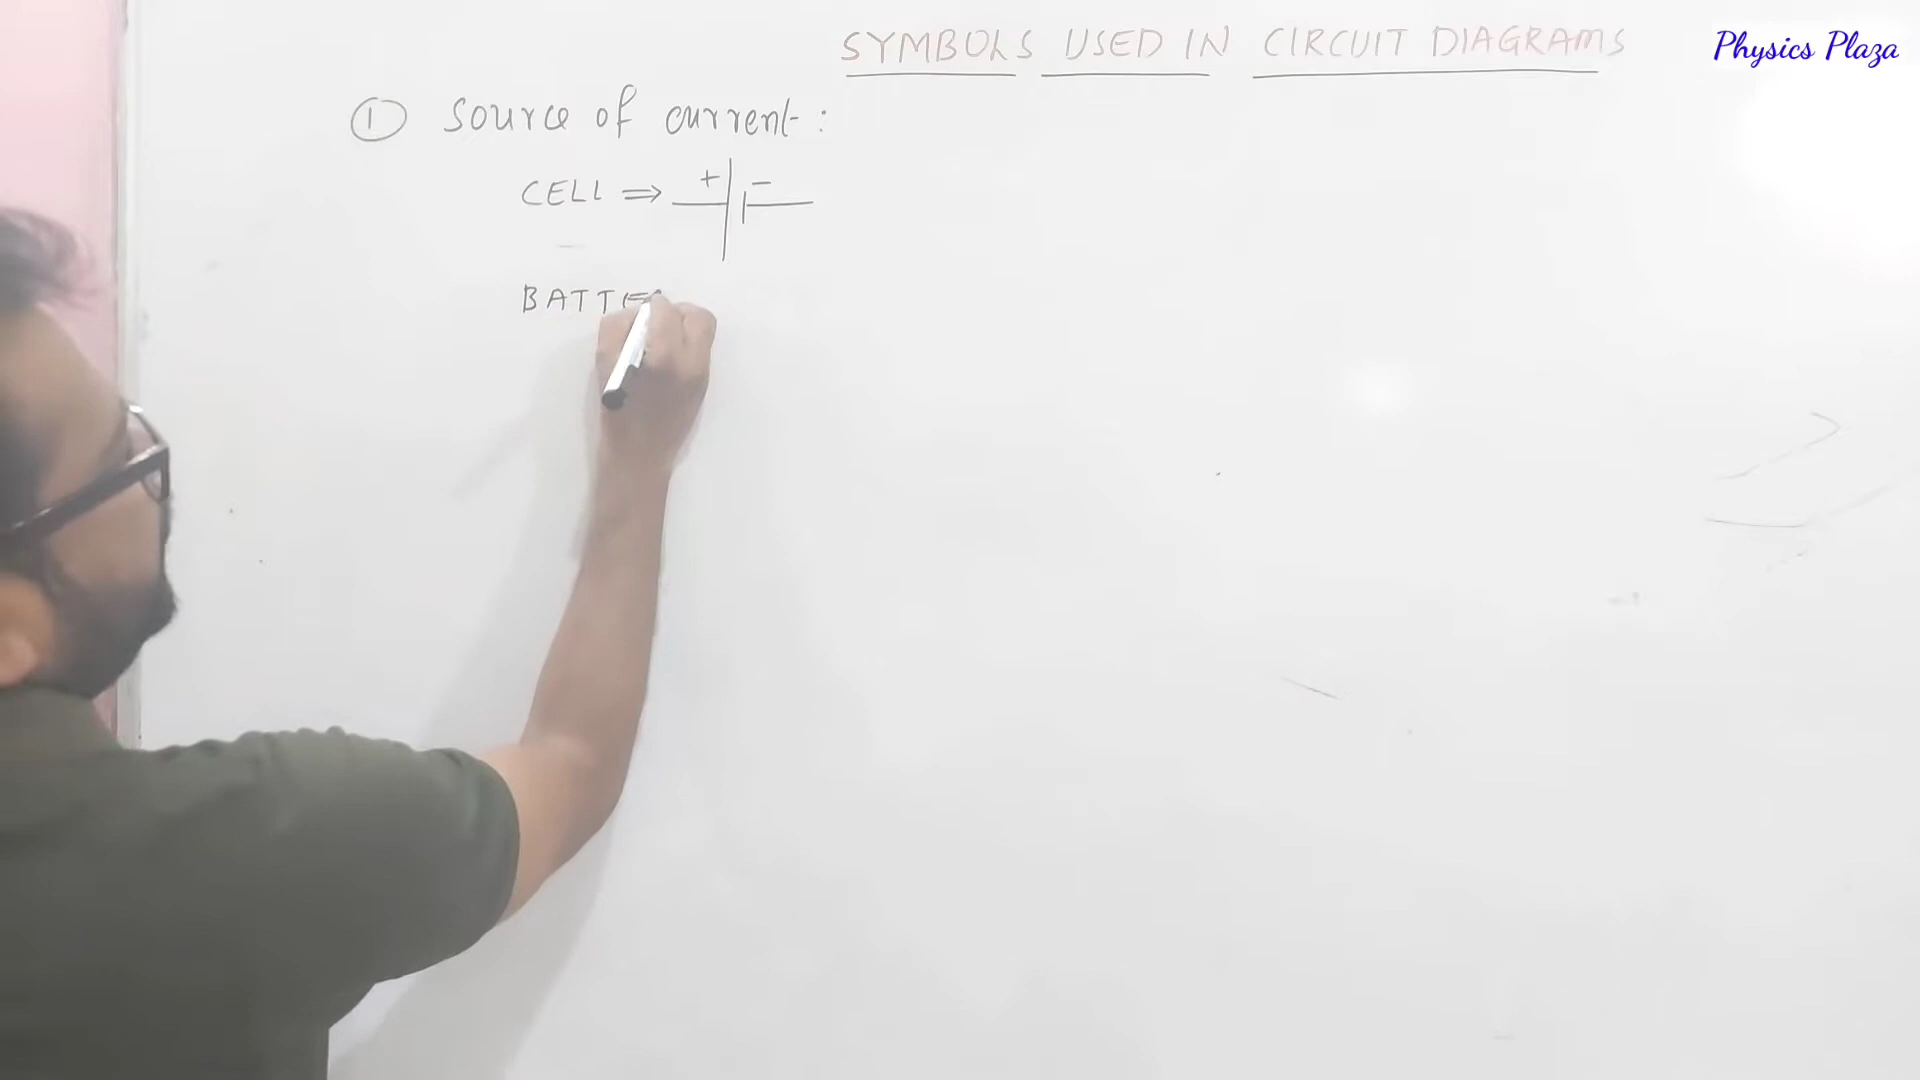 SYMBOLS USED IN CIRCUIT DIAGRAMS
Physics Plaza
① Source of current :
CELL ⇒ + -
BATTE